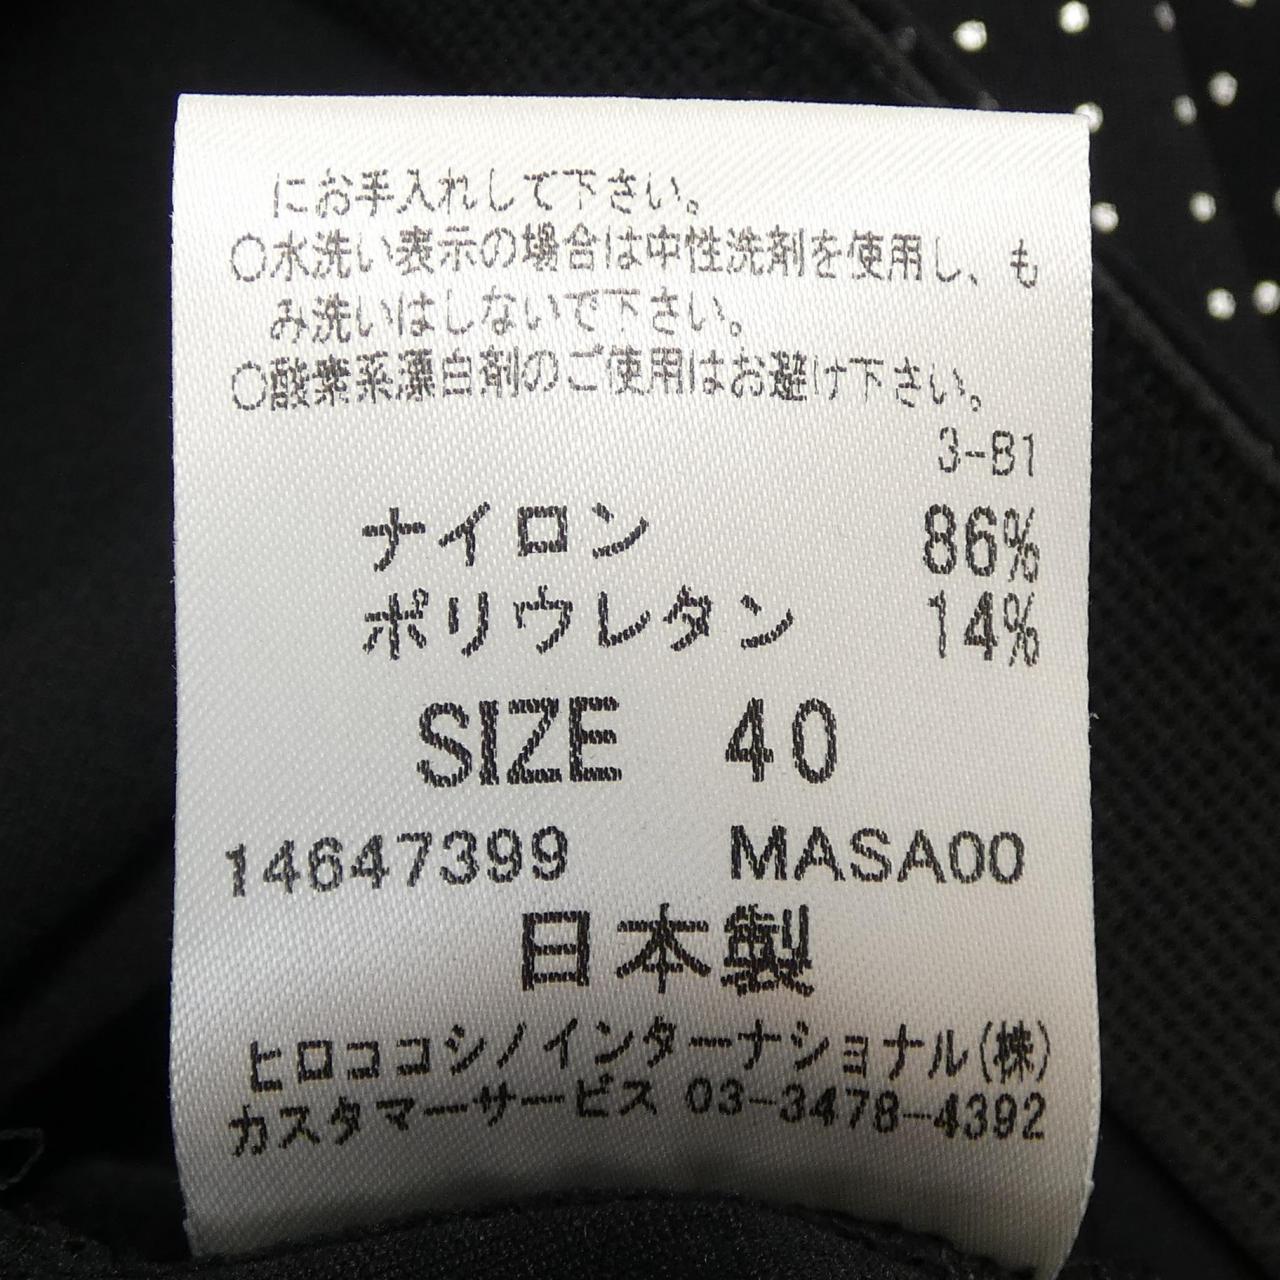 にお手入れして下さい。
○水洗い表示の場合は中性洗剤を使用し、も
み洗いはしないで下さい。
○酸素系漂白剤のご使用はお避け下さい。
3-B1
ナイロン 86%
ポリウレタン 14%
SIZE 40
14647399 MASA00
日本製
ヒロココシノインターナショナル(株)
カスタマーサービス 03-3478-4392